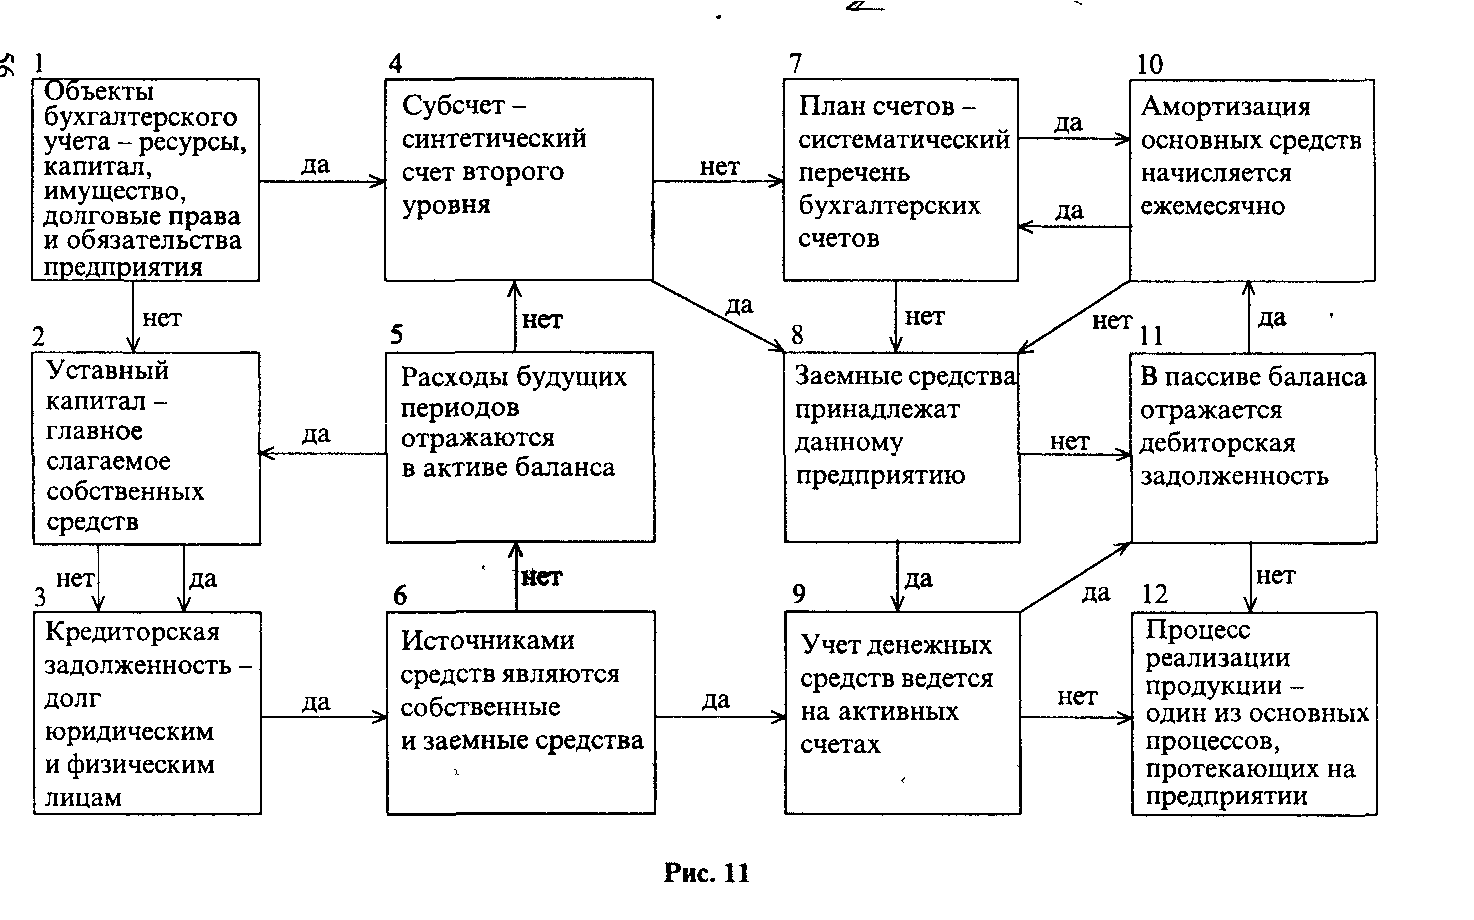 56
1
Объекты
бухгалтерского
учета – ресурсы,
капитал,
имущество,
долговые права
и обязательства
предприятия
да
нет
2
Уставный
капитал –
главное
слагаемое
собственных
средств
нет
да
3
Кредиторская
задолженность –
долг
юридическим
и физическим
лицам
да
4
Субсчет –
синтетический
счет второго
уровня
нет
да
нет
5
Расходы будущих
периодов
отражаются
в активе баланса
да
нет
6
Источниками
средств являются
собственные
и заемные средства
да
7
План счетов –
систематический
перечень
бухгалтерских
счетов
да
да
нет
8
Заемные средства
принадлежат
данному
предприятию
нет
да
9
Учет денежных
средств ведется
на активных
счетах
да
нет
10
Амортизация
основных средств
начисляется
ежемесячно
нет
да
11
В пассиве баланса
отражается
дебиторская
задолженность
нет
12
Процесс
реализации
продукции –
один из основных
процессов,
протекающих на
предприятии
Рис. 11